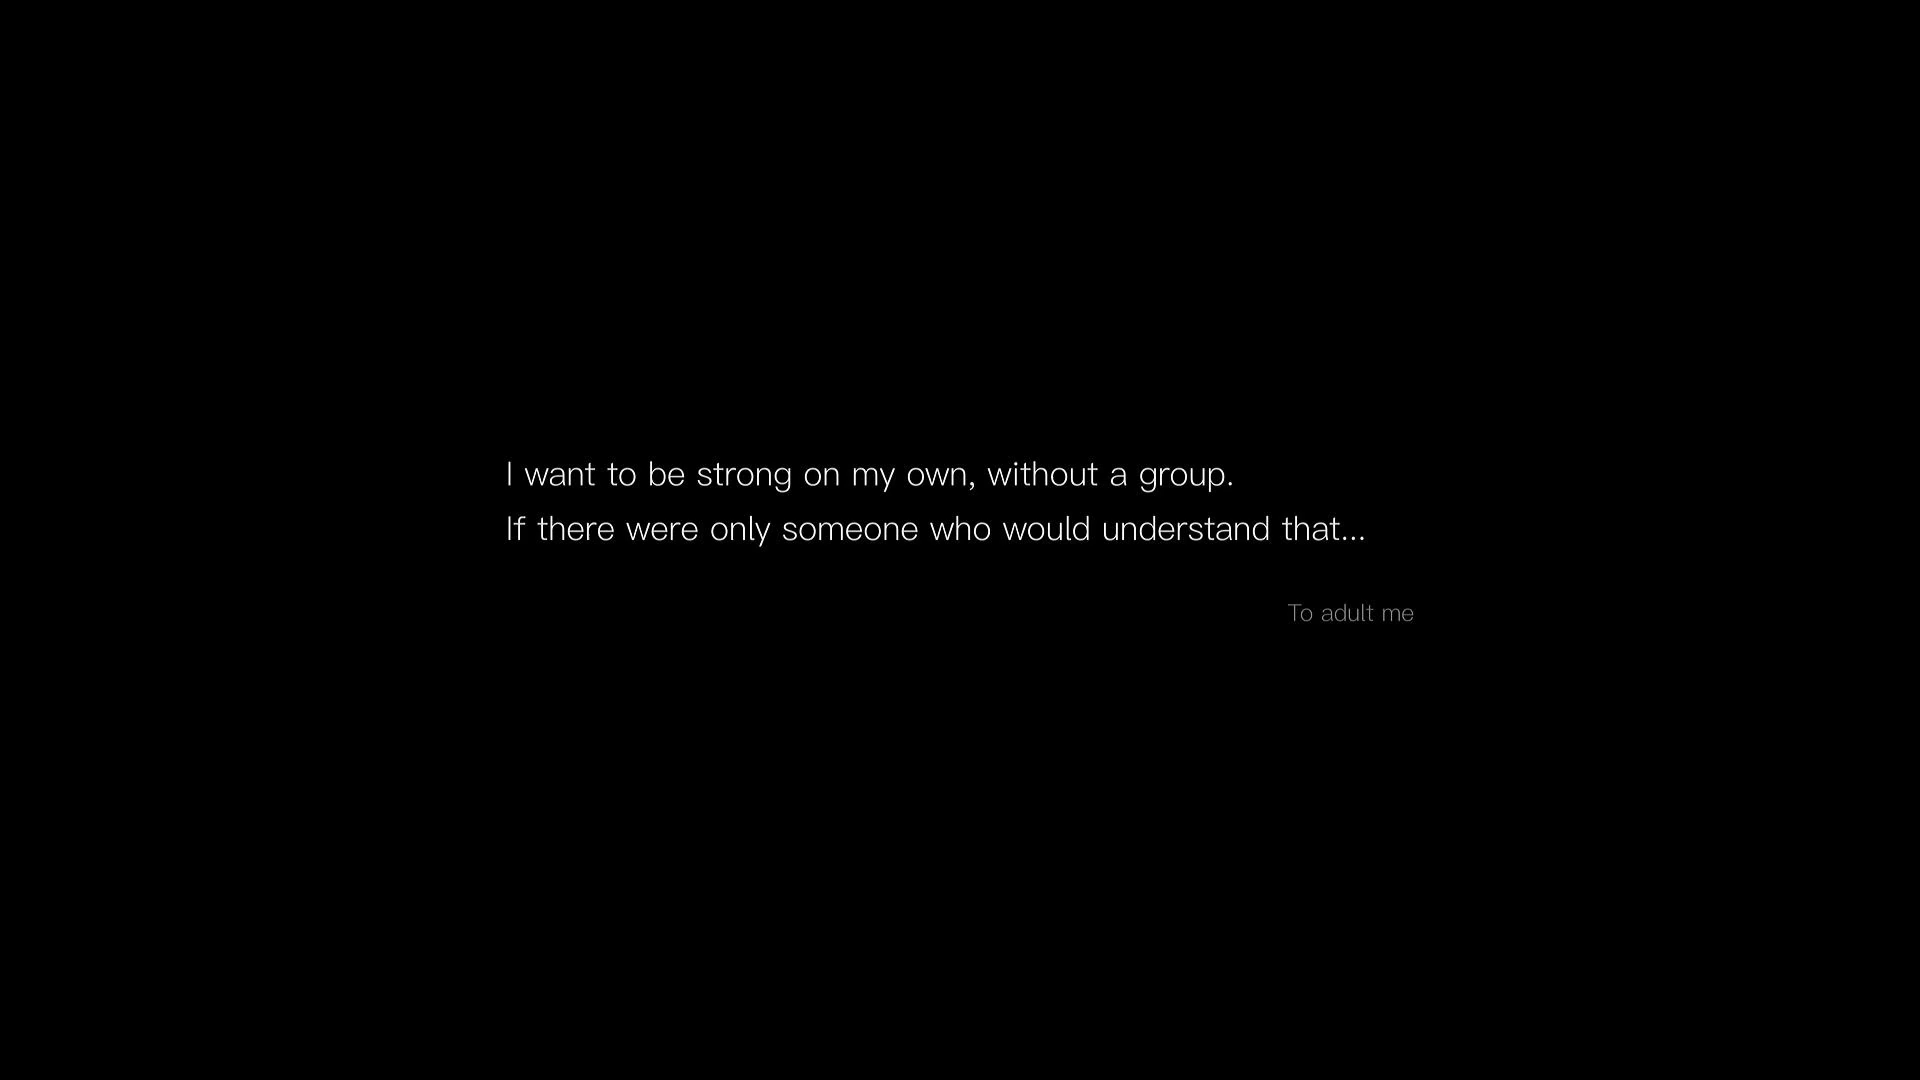 I want to be strong on my own, without a group.
If there were only someone who would understand that...
To adult me